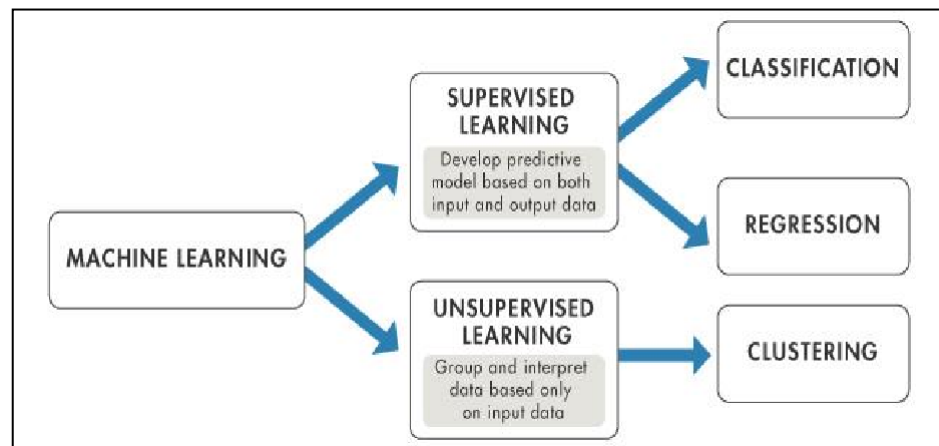 MACHINE LEARNING
SUPERVISED
LEARNING
Develop predictive
model based on both
input and output data
UNSUPERVISED
LEARNING
Group and interpret
data based only
on input data
CLASSIFICATION
REGRESSION
CLUSTERING